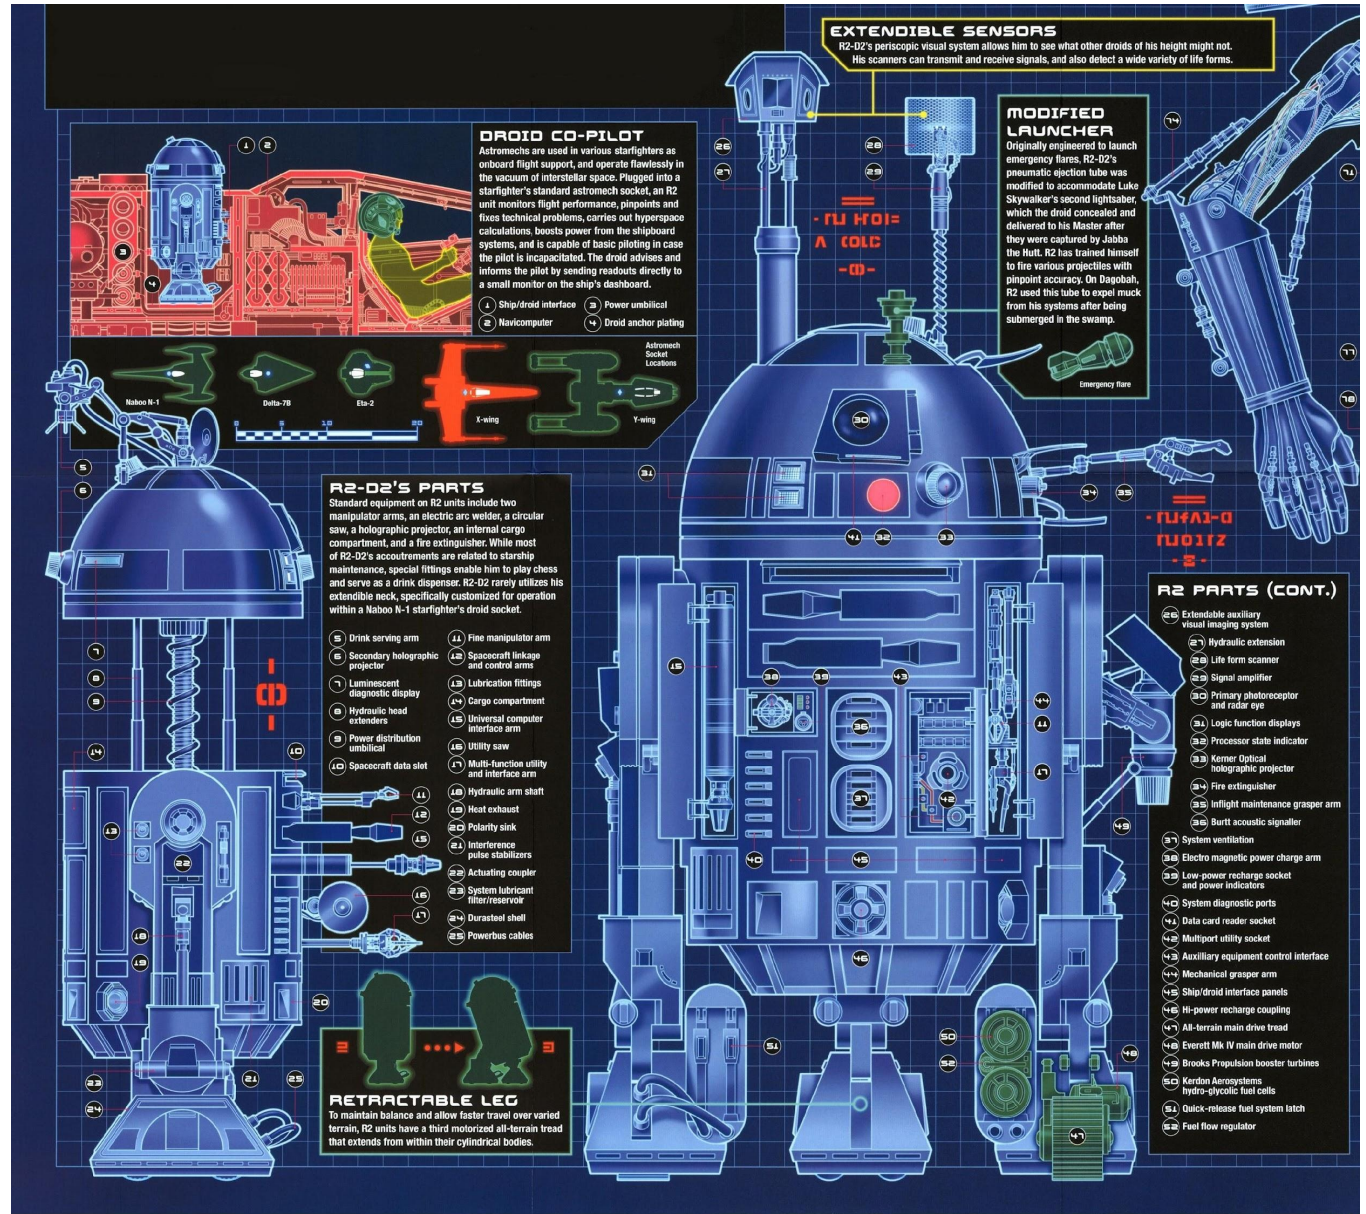 EXTENDIBLE SENSORS
R2-D2's periscopic visual system allows him to see what other droids of his height might not.
His scanners can transmit and receive signals, and also detect a wide variety of life forms.
DROID CO-PILOT
Astromechs are used in various starfighters as
onboard flight support, and operate flawlessly in
the vacuum of interstellar space. Plugged into a
starfighter's standard astromech socket, an R2
unit monitors flight performance, pinpoints and
fixes technical problems, carries out hyperspace
calculations, boosts power from the shipboard
systems, and is capable of basic piloting in case
the pilot is incapacitated. The droid advises and
informs the pilot by sending readouts directly to
a small monitor on the ship's dashboard.
1 Ship/droid interface
2 Navicomputer
3 Power umbilical
4 Droid anchor plating
MODIFIED
LAUNCHER
Originally engineered to launch
emergency flares, R2-D2's
pneumatic ejection tube was
modified to accommodate Luke
Skywalker's second lightsaber,
which the droid concealed and
delivered to his Master after
they were captured by Jabba
the Hutt. R2 has trained himself
to fire various projectiles with
pinpoint accuracy. On Dagobah,
R2 used this tube to expel muck
from his systems after being
submerged in the swamp.
Emergency flare
Astromech
Socket
Locations
Naboo N-1
Delta-7B
Eta-2
X-wing
Y-wing
0 5 10 20
R2-D2'S PARTS
Standard equipment on R2 units include two
manipulator arms, an electric arc welder, a circular
saw, a holographic projector, an internal cargo
compartment, and a fire extinguisher. While most
of R2-D2's accoutrements are related to starship
maintenance, special fittings enable him to play chess
and serve as a drink dispenser. R2-D2 rarely utilizes his
extendible neck, specifically customized for operation
within a Naboo N-1 starfighter's droid socket.
5 Drink serving arm
6 Secondary holographic
projector
7 Luminescent
diagnostic display
8 Hydraulic head
extenders
9 Power distribution
umbilical
10 Spacecraft data slot
11 Fine manipulator arm
12 Spacecraft linkage
and control arms
13 Lubrication fittings
14 Cargo compartment
15 Universal computer
interface arm
16 Utility saw
17 Multi-function utility
and interface arm
18 Hydraulic arm shaft
19 Heat exhaust
20 Polarity sink
21 Interference
pulse stabilizers
22 Actuating coupler
23 System lubricant
filter/reservoir
24 Durasteel shell
25 Powerbus cables
R2 PARTS (CONT.)
26 Extendable auxiliary
visual imaging system
27 Hydraulic extension
28 Life form scanner
29 Signal amplifier
30 Primary photoreceptor
and radar eye
31 Logic function displays
32 Processor state indicator
33 Kerner Optical
holographic projector
34 Fire extinguisher
35 Inflight maintenance grasper arm
36 Burtt acoustic signaller
37 System ventilation
38 Electro magnetic power charge arm
39 Low-power recharge socket
and power indicators
40 System diagnostic ports
41 Data card reader socket
42 Multiport utility socket
43 Auxilliary equipment control interface
44 Mechanical grasper arm
45 Ship/droid interface panels
46 Hi-power recharge coupling
47 All-terrain main drive tread
48 Everett Mk IV main drive motor
49 Brooks Propulsion booster turbines
50 Kerdon Aerosystems
hydro-glycolic fuel cells
51 Quick-release fuel system latch
52 Fuel flow regulator
2 3
RETRACTABLE LEG
To maintain balance and allow faster travel over varied
terrain, R2 units have a third motorized all-terrain tread
that extends from within their cylindrical bodies.